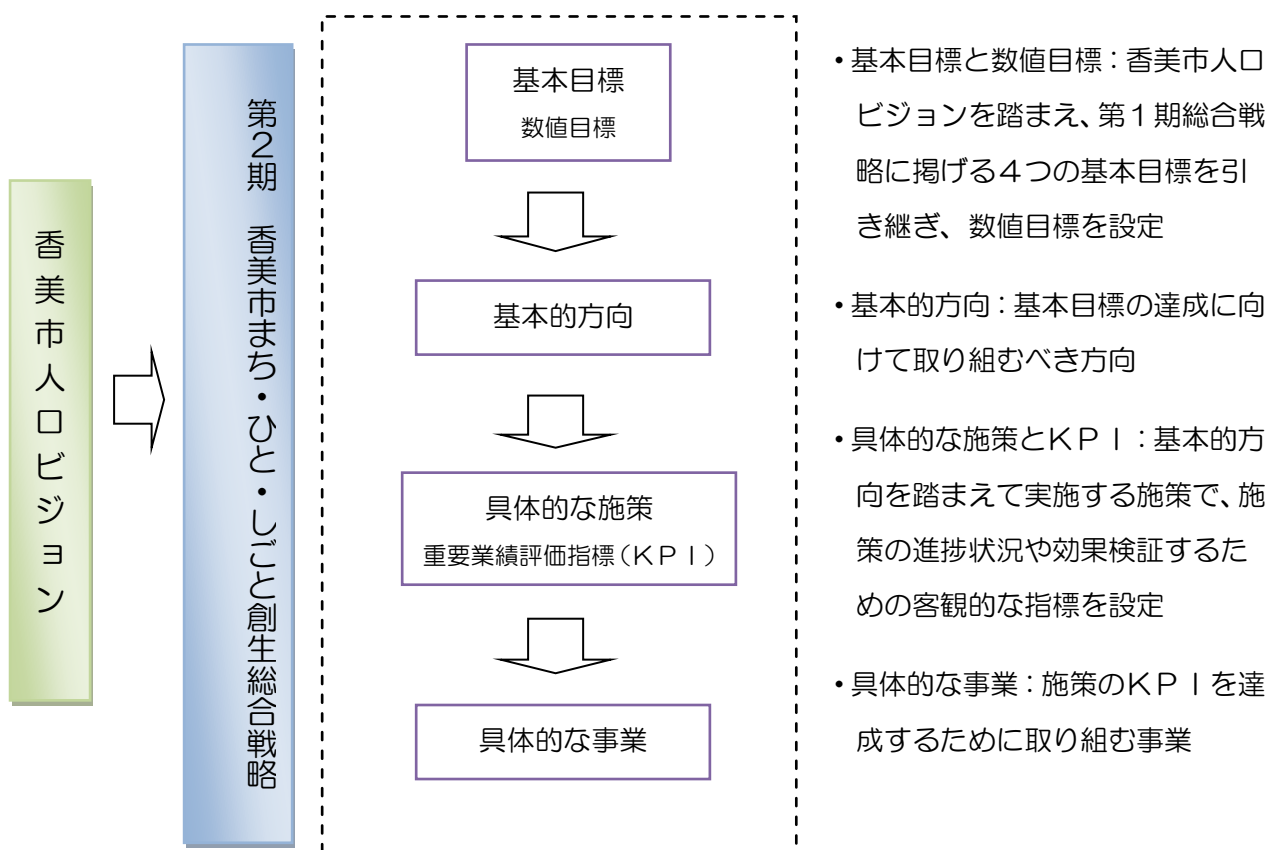 香美市人口ビジョン
第2期　香美市まち・ひと・しごと創生総合戦略
基本目標
数値目標
基本的方向
具体的な施策
重要業績評価指標（ＫＰＩ）
具体的な事業
・基本目標と数値目標：香美市人口
ビジョンを踏まえ、第１期総合戦
略に掲げる４つの基本目標を引
き継ぎ、数値目標を設定
・基本的方向：基本目標の達成に向
けて取り組むべき方向
・具体的な施策とＫＰＩ：基本的方
向を踏まえて実施する施策で、施
策の進捗状況や効果検証するた
めの客観的な指標を設定
・具体的な事業：施策のＫＰＩを達
成するために取り組む事業